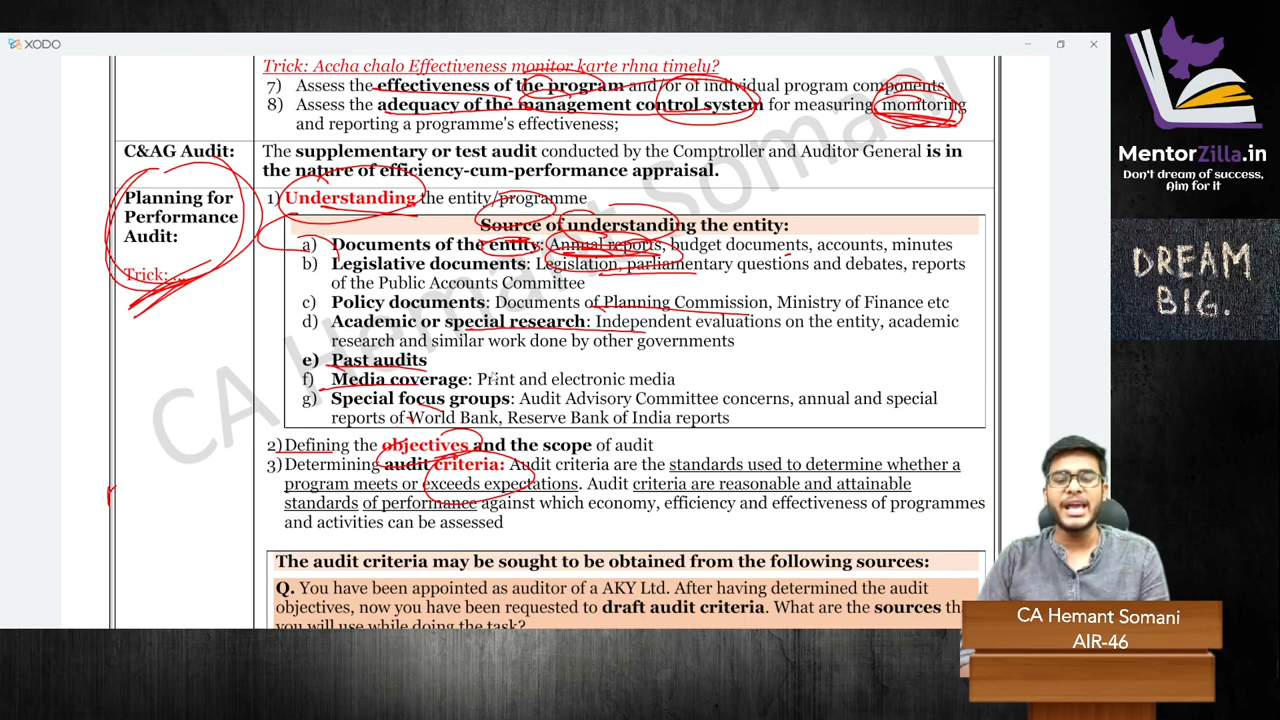 XODO
Trick: Accha chalo Effectiveness monitor karte rhna timely?
7) Assess the effectiveness of the program and/or of individual program components
8) Assess the adequacy of the management control system for measuring, monitoring
and reporting a programme's effectiveness;
C&AG Audit:
The supplementary or test audit conducted by the Comptroller and Auditor General is in
the nature of efficiency-cum-performance appraisal.
Planning for
Performance
Audit:
Trick: ...
1) Understanding the entity/programme
Source of understanding the entity:
a) Documents of the entity: Annual reports, budget documents, accounts, minutes
b) Legislative documents: Legislation, parliamentary questions and debates, reports
of the Public Accounts Committee
c) Policy documents: Documents of Planning Commission, Ministry of Finance etc
d) Academic or special research: Independent evaluations on the entity, academic
research and similar work done by other governments
e) Past audits
f) Media coverage: Print and electronic media
g) Special focus groups: Audit Advisory Committee concerns, annual and special
reports of World Bank, Reserve Bank of India reports
2) Defining the objectives and the scope of audit
3) Determining audit criteria: Audit criteria are the standards used to determine whether a
program meets or exceeds expectations. Audit criteria are reasonable and attainable
standards of performance against which economy, efficiency and effectiveness of programmes
and activities can be assessed
The audit criteria may be sought to be obtained from the following sources:
Q. You have been appointed as auditor of a AKY Ltd. After having determined the audit
objectives, now you have been requested to draft audit criteria. What are the sources th
you will use while doing the task?
CA Hemant Somani
MentorZilla.in
Don't dream of success,
Aim for it
DREAM
BIG.
CA Hemant Somani
AIR-46